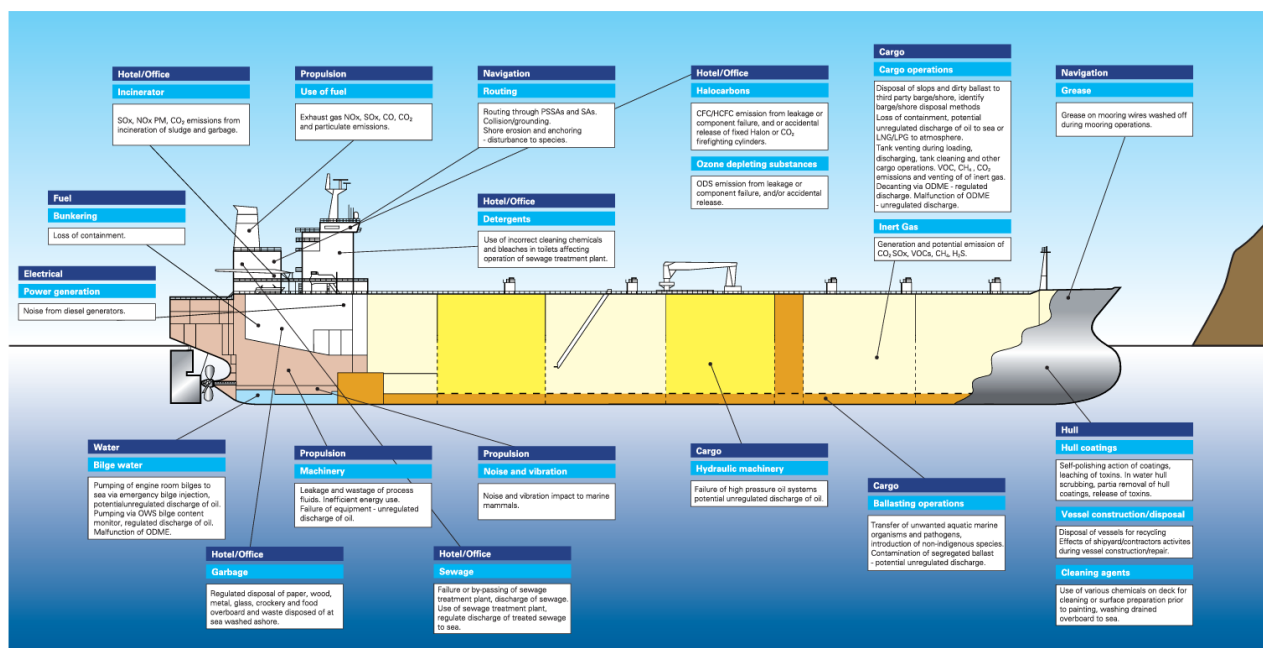 Hotel/Office
Incinerator
SOx, NOx PM, CO₂ emissions from
incineration of sludge and garbage.
Propulsion
Use of fuel
Exhaust gas NOx, SOx, CO, CO₂
and particulate emissions.
Navigation
Routing
Routing through PSSAs and SAs.
Collision/grounding.
Shore erosion and anchoring
- disturbance to species.
Hotel/Office
Halocarbons
CFC/HCFC emission from leakage or
component failure, and or accidental
release of fixed Halon or CO₂
firefighting cylinders.
Ozone depleting substances
ODS emission from leakage or
component failure, and/or accidental
release.
Cargo
Cargo operations
Disposal of slops and dirty ballast to
third party barge/shore, identify
barge/shore disposal methods
Loss of containment, potential
unregulated discharge of oil to sea or
LNG/LPG to atmosphere.
Tank venting during loading,
discharging, tank cleaning and other
cargo operations. VOC, CH₄ , CO₂
emissions and venting of of inert gas.
Decanting via ODME - regulated
discharge. Malfunction of ODME
- unregulated discharge.
Inert Gas
Generation and potential emission of
CO₂ SOx, VOCs, CH₄, H₂S.
Navigation
Grease
Grease on mooring wires washed off
during mooring operations.
Fuel
Bunkering
Loss of containment.
Hotel/Office
Detergents
Use of incorrect cleaning chemicals
and bleaches in toilets affecting
operation of sewage treatment plant.
Electrical
Power generation
Noise from diesel generators.
Water
Bilge water
Pumping of engine room bilges to
sea via emergency bilge injection,
potentialunregulated discharge of oil.
Pumping via OWS bilge content
monitor, regulated discharge of oil.
Malfunction of ODME.
Propulsion
Machinery
Leakage and wastage of process
fluids. Inefficient energy use.
Failure of equipment - unregulated
discharge of oil.
Propulsion
Noise and vibration
Noise and vibration impact to marine
mammals.
Cargo
Hydraulic machinery
Failure of high pressure oil systems
potential unregulated discharge of oil.
Cargo
Ballasting operations
Transfer of unwanted aquatic marine
organisms and pathogens,
introduction of non-indigenous species.
Contamination of segregated ballast
- potential unregulated discharge.
Hull
Hull coatings
Self-polishing action of coatings,
leaching of toxins. In water hull
scrubbing, partia removal of hull
coatings, release of toxins.
Vessel construction/disposal
Disposal of vessels for recycling
Effects of shipyard/contractors activites
during vessel construction/repair.
Cleaning agents
Use of various chemicals on deck for
cleaning or surface preparation prior
to painting, washing drained
overboard to sea.
Hotel/Office
Garbage
Regulated disposal of paper, wood,
metal, glass, crockery and food
overboard and waste disposed of at
sea washed ashore.
Hotel/Office
Sewage
Failure or by-passing of sewage
treatment plant, discharge of sewage.
Use of sewage treatment plant,
regulate discharge of treated sewage
to sea.